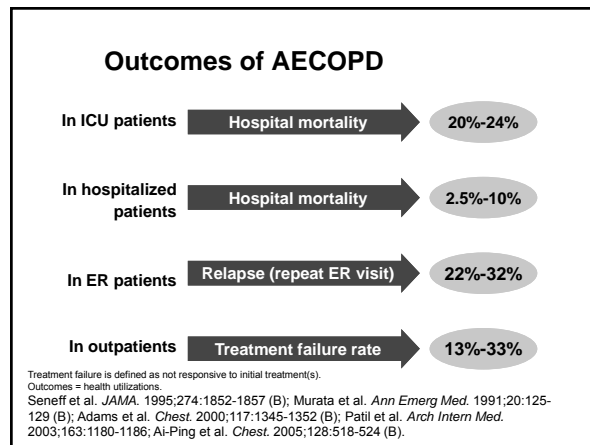 Outcomes of AECOPD
In ICU patients Hospital mortality 20%-24%
In hospitalized
patients
Hospital mortality 2.5%-10%
In ER patients Relapse (repeat ER visit) 22%-32%
In outpatients Treatment failure rate 13%-33%
Treatment failure is defined as not responsive to initial treatment(s).
Outcomes = health utilizations.
Seneff et al. JAMA. 1995;274:1852-1857 (B); Murata et al. Ann Emerg Med. 1991;20:125-
129 (B); Adams et al. Chest. 2000;117:1345-1352 (B); Patil et al. Arch Intern Med.
2003;163:1180-1186; Ai-Ping et al. Chest. 2005;128:518-524 (B).